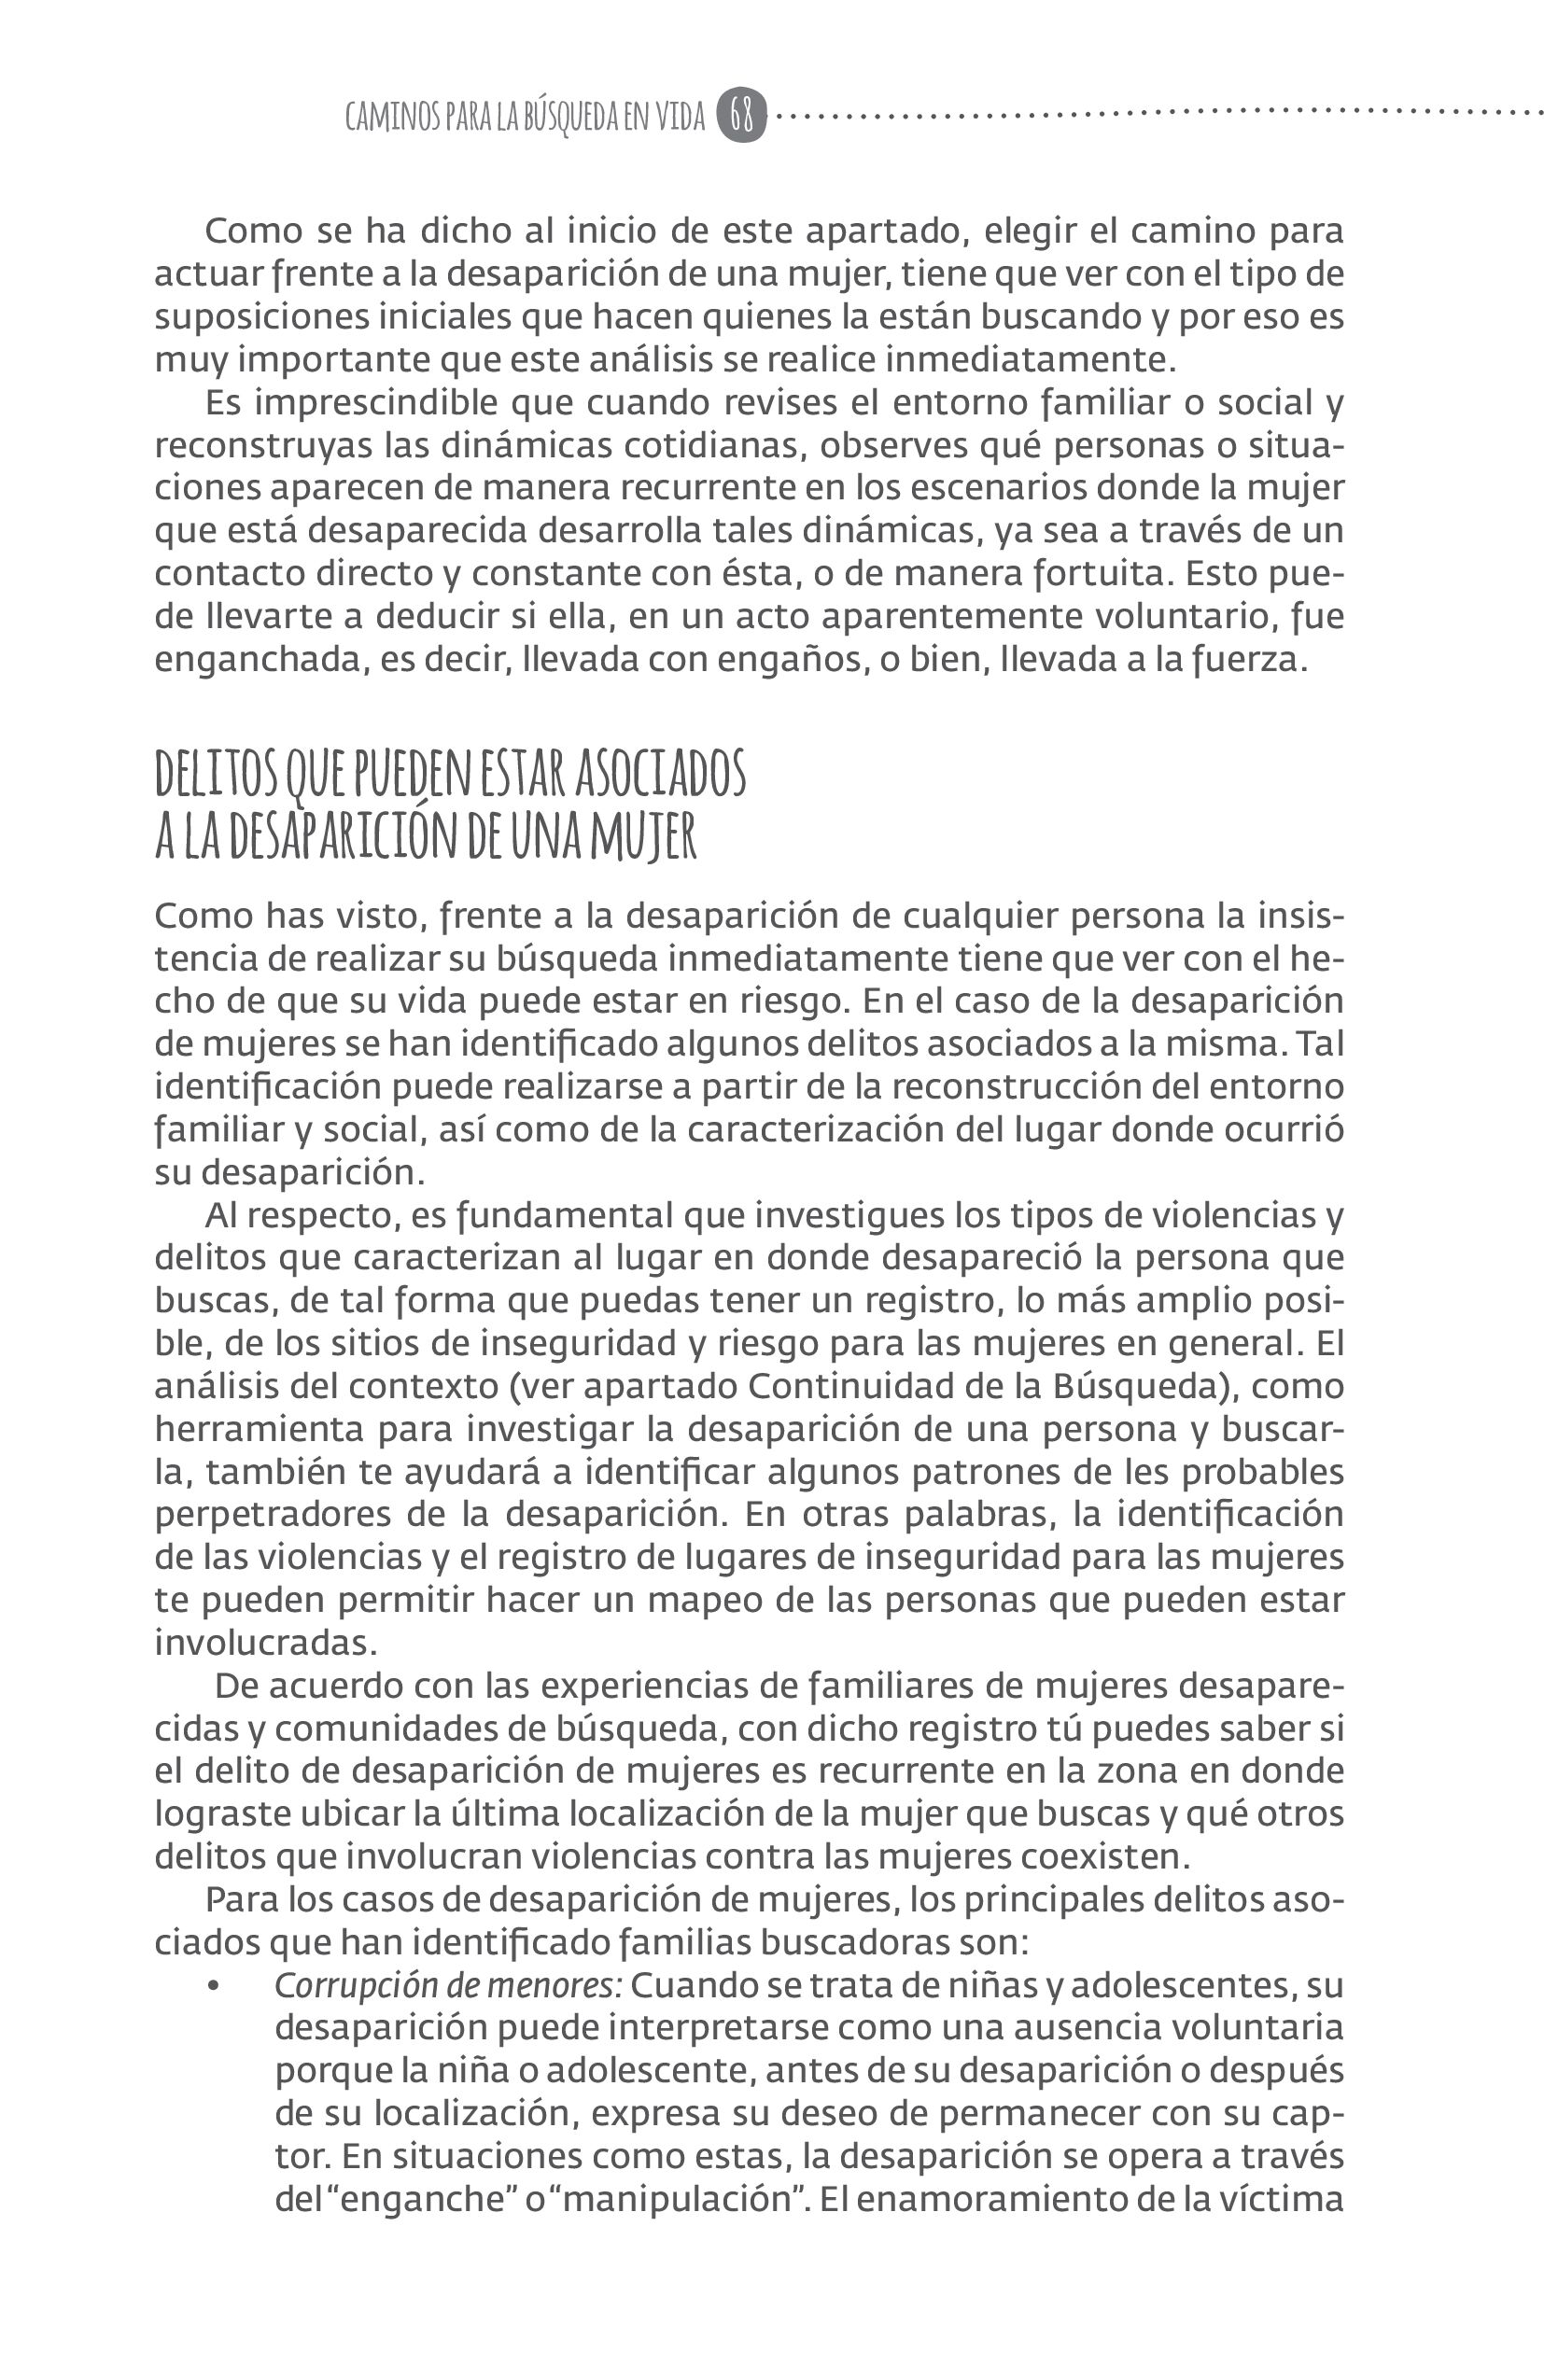 CAMINOS PARA LA BÚSQUEDA EN VIDA 68
Como se ha dicho al inicio de este apartado, elegir el camino para
actuar frente a la desaparición de una mujer, tiene que ver con el tipo de
suposiciones iniciales que hacen quienes la están buscando y por eso es
muy importante que este análisis se realice inmediatamente.
Es imprescindible que cuando revises el entorno familiar o social y
reconstruyas las dinámicas cotidianas, observes qué personas o situa-
ciones aparecen de manera recurrente en los escenarios donde la mujer
que está desaparecida desarrolla tales dinámicas, ya sea a través de un
contacto directo y constante con ésta, o de manera fortuita. Esto pue-
de llevarte a deducir si ella, en un acto aparentemente voluntario, fue
enganchada, es decir, llevada con engaños, o bien, llevada a la fuerza.
DELITOS QUE PUEDEN ESTAR ASOCIADOS
A LA DESAPARICIÓN DE UNA MUJER
Como has visto, frente a la desaparición de cualquier persona la insis-
tencia de realizar su búsqueda inmediatamente tiene que ver con el he-
cho de que su vida puede estar en riesgo. En el caso de la desaparición
de mujeres se han identificado algunos delitos asociados a la misma. Tal
identificación puede realizarse a partir de la reconstrucción del entorno
familiar y social, así como de la caracterización del lugar donde ocurrió
su desaparición.
Al respecto, es fundamental que investigues los tipos de violencias y
delitos que caracterizan al lugar en donde desapareció la persona que
buscas, de tal forma que puedas tener un registro, lo más amplio posi-
ble, de los sitios de inseguridad y riesgo para las mujeres en general. El
análisis del contexto (ver apartado Continuidad de la Búsqueda), como
herramienta para investigar la desaparición de una persona y buscar-
la, también te ayudará a identificar algunos patrones de les probables
perpetradores de la desaparición. En otras palabras, la identificación
de las violencias y el registro de lugares de inseguridad para las mujeres
te pueden permitir hacer un mapeo de las personas que pueden estar
involucradas.
De acuerdo con las experiencias de familiares de mujeres desapare-
cidas y comunidades de búsqueda, con dicho registro tú puedes saber si
el delito de desaparición de mujeres es recurrente en la zona en donde
lograste ubicar la última localización de la mujer que buscas y qué otros
delitos que involucran violencias contra las mujeres coexisten.
Para los casos de desaparición de mujeres, los principales delitos aso-
ciados que han identificado familias buscadoras son:
• Corrupción de menores: Cuando se trata de niñas y adolescentes, su
desaparición puede interpretarse como una ausencia voluntaria
porque la niña o adolescente, antes de su desaparición o después
de su localización, expresa su deseo de permanecer con su cap-
tor. En situaciones como estas, la desaparición se opera a través
del “enganche” o “manipulación”. El enamoramiento de la víctima